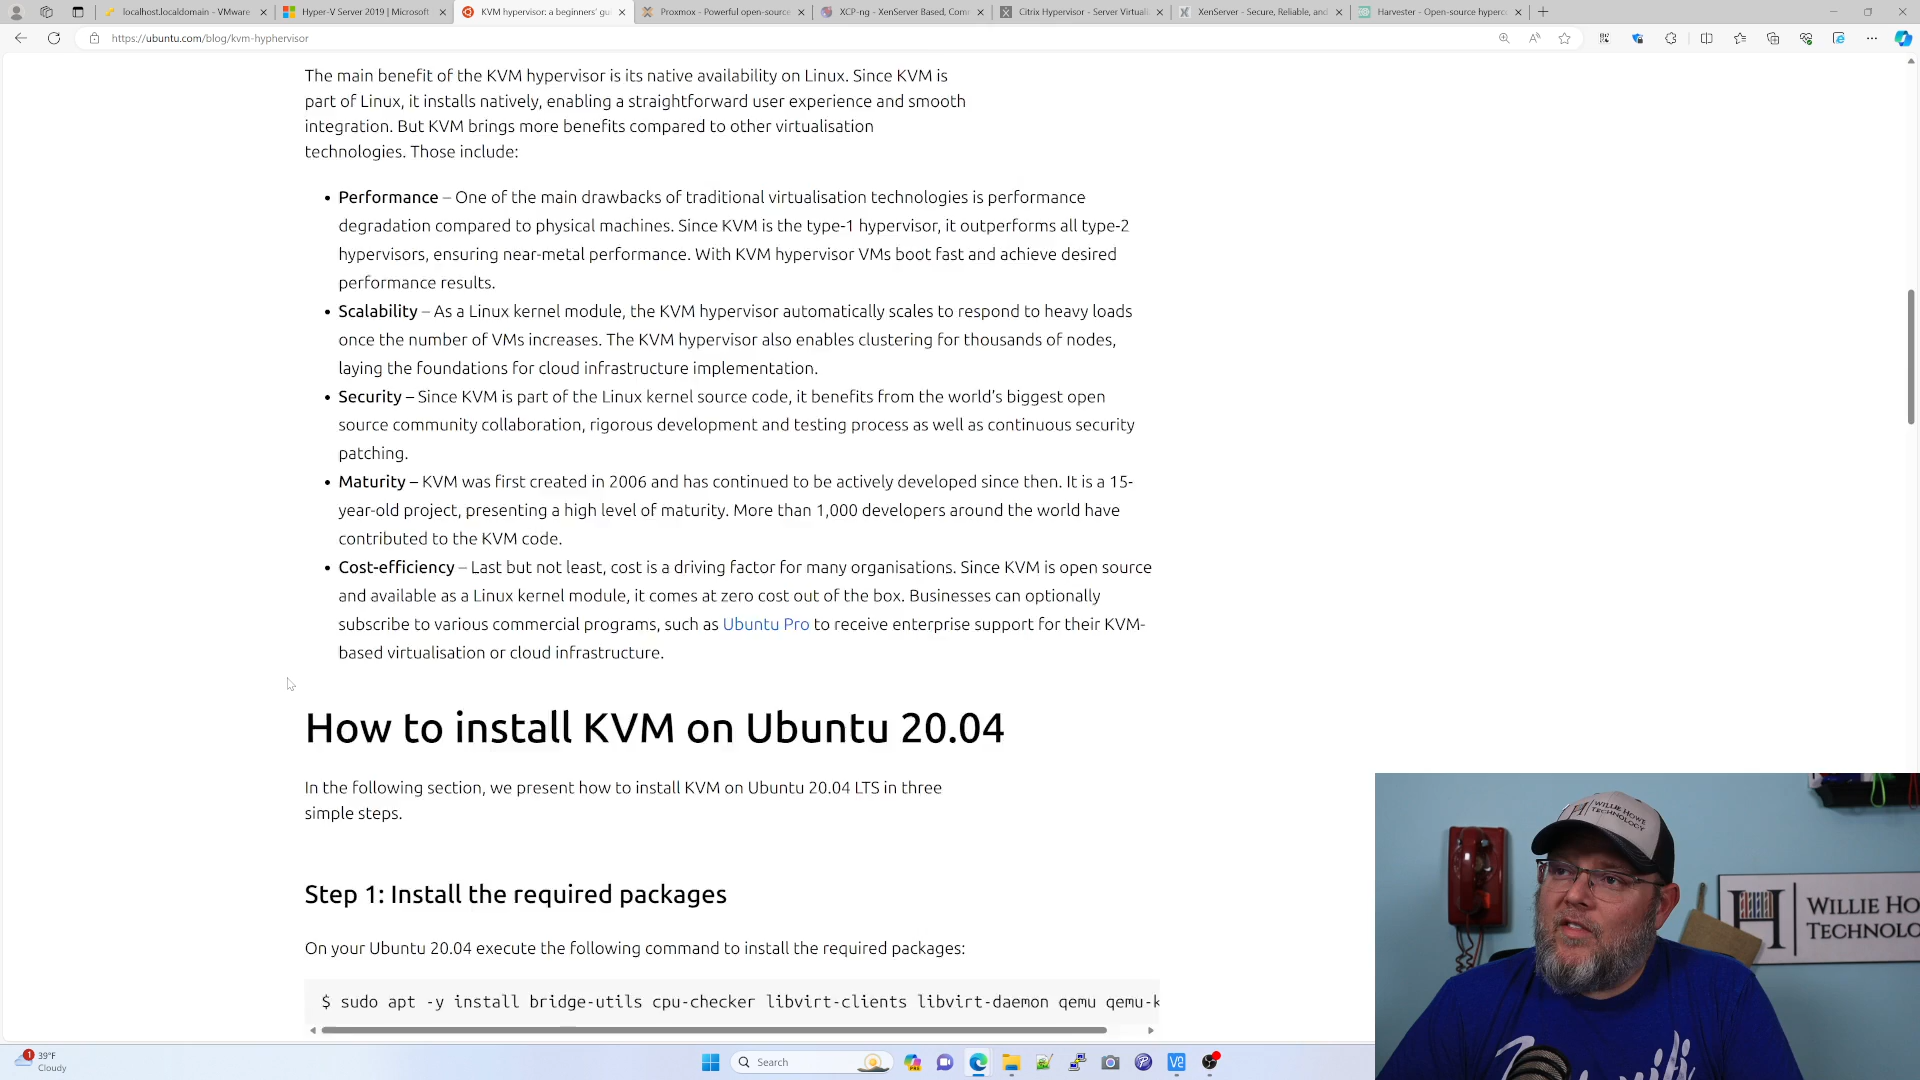 localhost.localdomain - VMware
Hyper-V Server 2019 | Microsoft
KVM hypervisor: a beginners' gu
Proxmox - Powerful open-source
XCP-ng - XenServer Based, Com
Citrix Hypervisor - Server Virtuali
XenServer - Secure, Reliable, and
Harvester - Open-source hyperc
https://ubuntu.com/blog/kvm-hyphervisor
The main benefit of the KVM hypervisor is its native availability on Linux. Since KVM is
part of Linux, it installs natively, enabling a straightforward user experience and smooth
integration. But KVM brings more benefits compared to other virtualisation
technologies. Those include:
• Performance – One of the main drawbacks of traditional virtualisation technologies is performance
degradation compared to physical machines. Since KVM is the type-1 hypervisor, it outperforms all type-2
hypervisors, ensuring near-metal performance. With KVM hypervisor VMs boot fast and achieve desired
performance results.
• Scalability – As a Linux kernel module, the KVM hypervisor automatically scales to respond to heavy loads
once the number of VMs increases. The KVM hypervisor also enables clustering for thousands of nodes,
laying the foundations for cloud infrastructure implementation.
• Security – Since KVM is part of the Linux kernel source code, it benefits from the world's biggest open
source community collaboration, rigorous development and testing process as well as continuous security
patching.
• Maturity – KVM was first created in 2006 and has continued to be actively developed since then. It is a 15-
year-old project, presenting a high level of maturity. More than 1,000 developers around the world have
contributed to the KVM code.
• Cost-efficiency – Last but not least, cost is a driving factor for many organisations. Since KVM is open source
and available as a Linux kernel module, it comes at zero cost out of the box. Businesses can optionally
subscribe to various commercial programs, such as Ubuntu Pro to receive enterprise support for their KVM-
based virtualisation or cloud infrastructure.
How to install KVM on Ubuntu 20.04
In the following section, we present how to install KVM on Ubuntu 20.04 LTS in three
simple steps.
Step 1: Install the required packages
On your Ubuntu 20.04 execute the following command to install the required packages:
$ sudo apt -y install bridge-utils cpu-checker libvirt-clients libvirt-daemon qemu qemu-k
WILLIE HOWE
TECHNOLOGY
WILLIE HO
TECHNOLO
1
39°F
Cloudy
Search